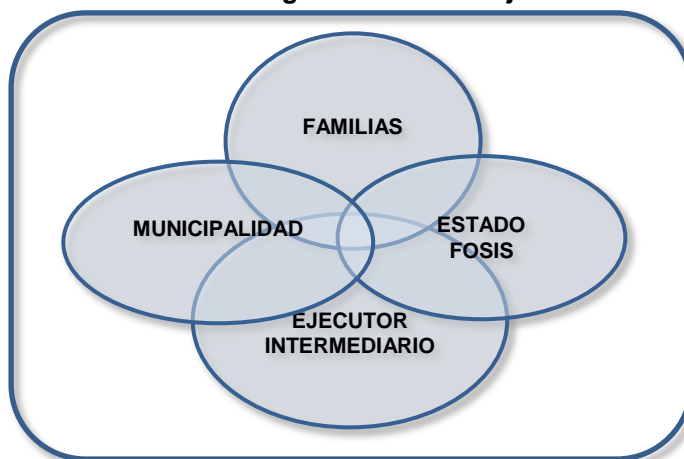 FAMILIAS
MUNICIPALIDAD
ESTADO
FOSIS
EJECUTOR
INTERMEDIARIO